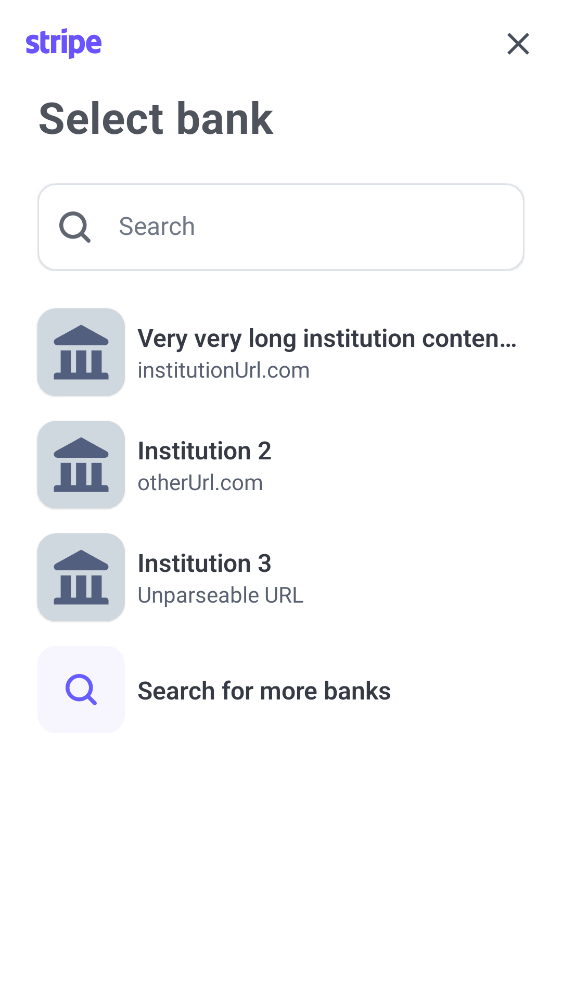 stripe
Select bank
Search
Very very long institution conten...
institutionUrl.com
Institution 2
otherUrl.com
Institution 3
Unparseable URL
Search for more banks